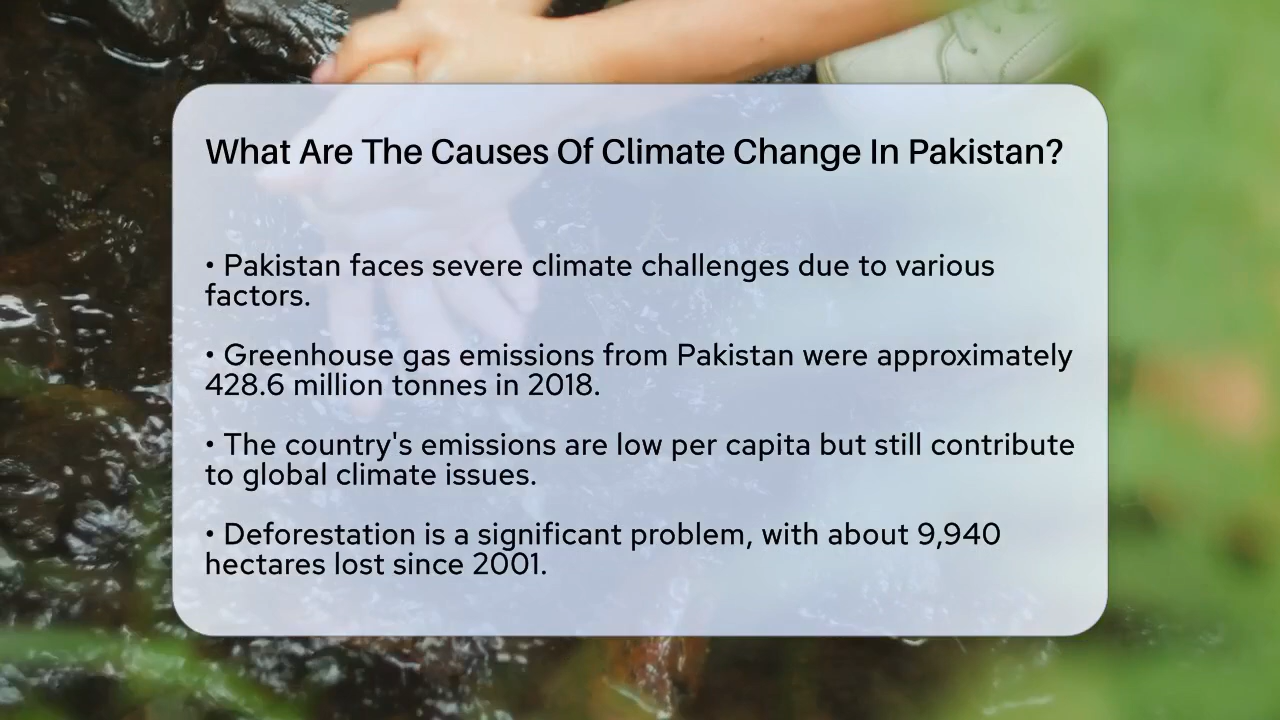 What Are The Causes Of Climate Change In Pakistan?
• Pakistan faces severe climate challenges due to various
factors.
• Greenhouse gas emissions from Pakistan were approximately
428.6 million tonnes in 2018.
• The country's emissions are low per capita but still contribute
to global climate issues.
• Deforestation is a significant problem, with about 9,940
hectares lost since 2001.